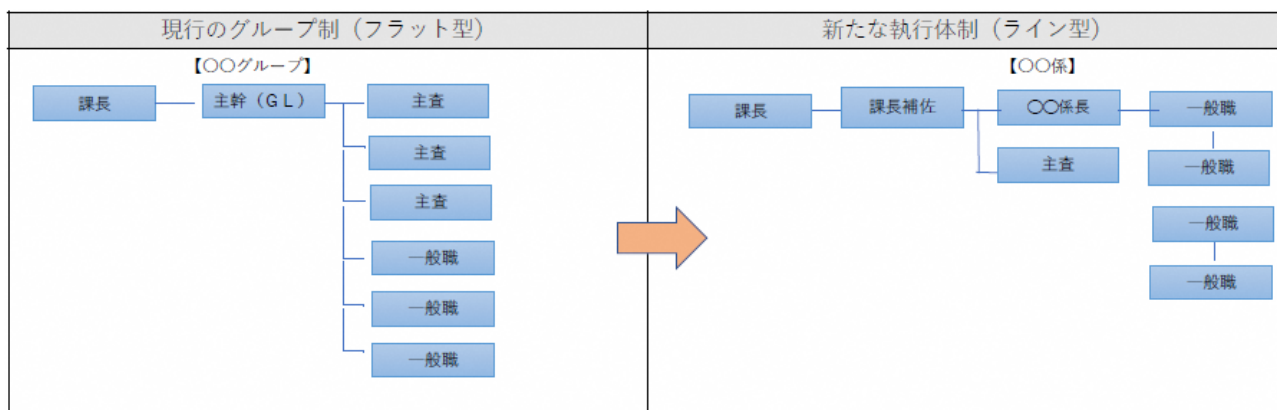 現行のグループ制（フラット型）
【〇〇グループ】
課長
主幹（ＧＬ）
主査
主査
主査
一般職
一般職
一般職
新たな執行体制（ライン型）
【〇〇係】
課長
課長補佐
〇〇係長
一般職
主査
一般職
一般職
一般職